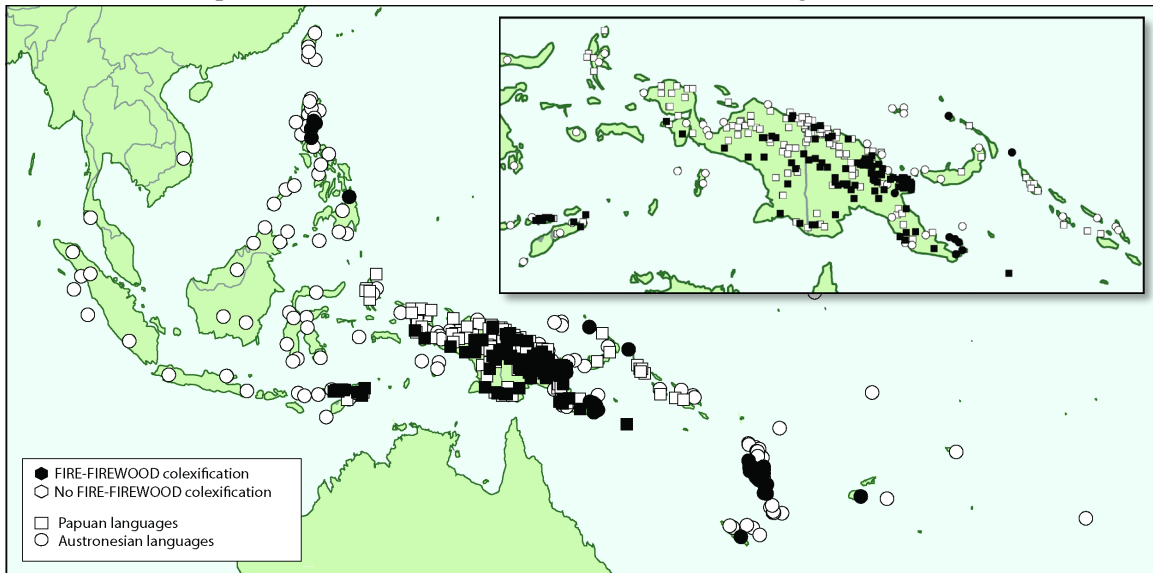 FIRE-FIREWOOD colexification
No FIRE-FIREWOOD colexification
Papuan languages
Austronesian languages